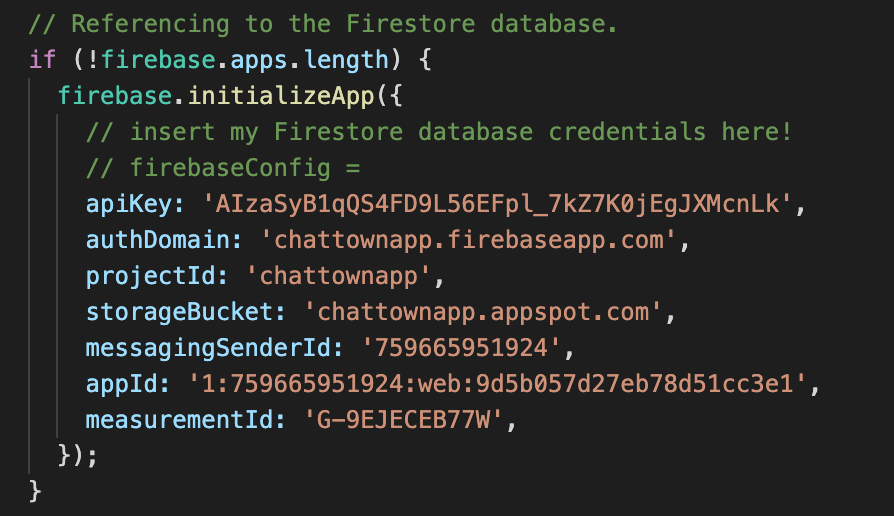 // Referencing to the Firestore database.
if (!firebase.apps.length) {
firebase.initializeApp({
// insert my Firestore database credentials here!
// firebaseConfig =
apiKey: 'AIzaSyB1qQS4FD9L56EFpl_7kZ7K0jEgJXMcnLk',
authDomain: 'chattownapp.firebaseapp.com',
projectId: 'chattownapp',
storageBucket: 'chattownapp.appspot.com',
messagingSenderId: '759665951924',
appId: '1:759665951924:web:9d5b057d27eb78d51cc3e1',
measurementId: 'G-9EJECEB77W',
});
}